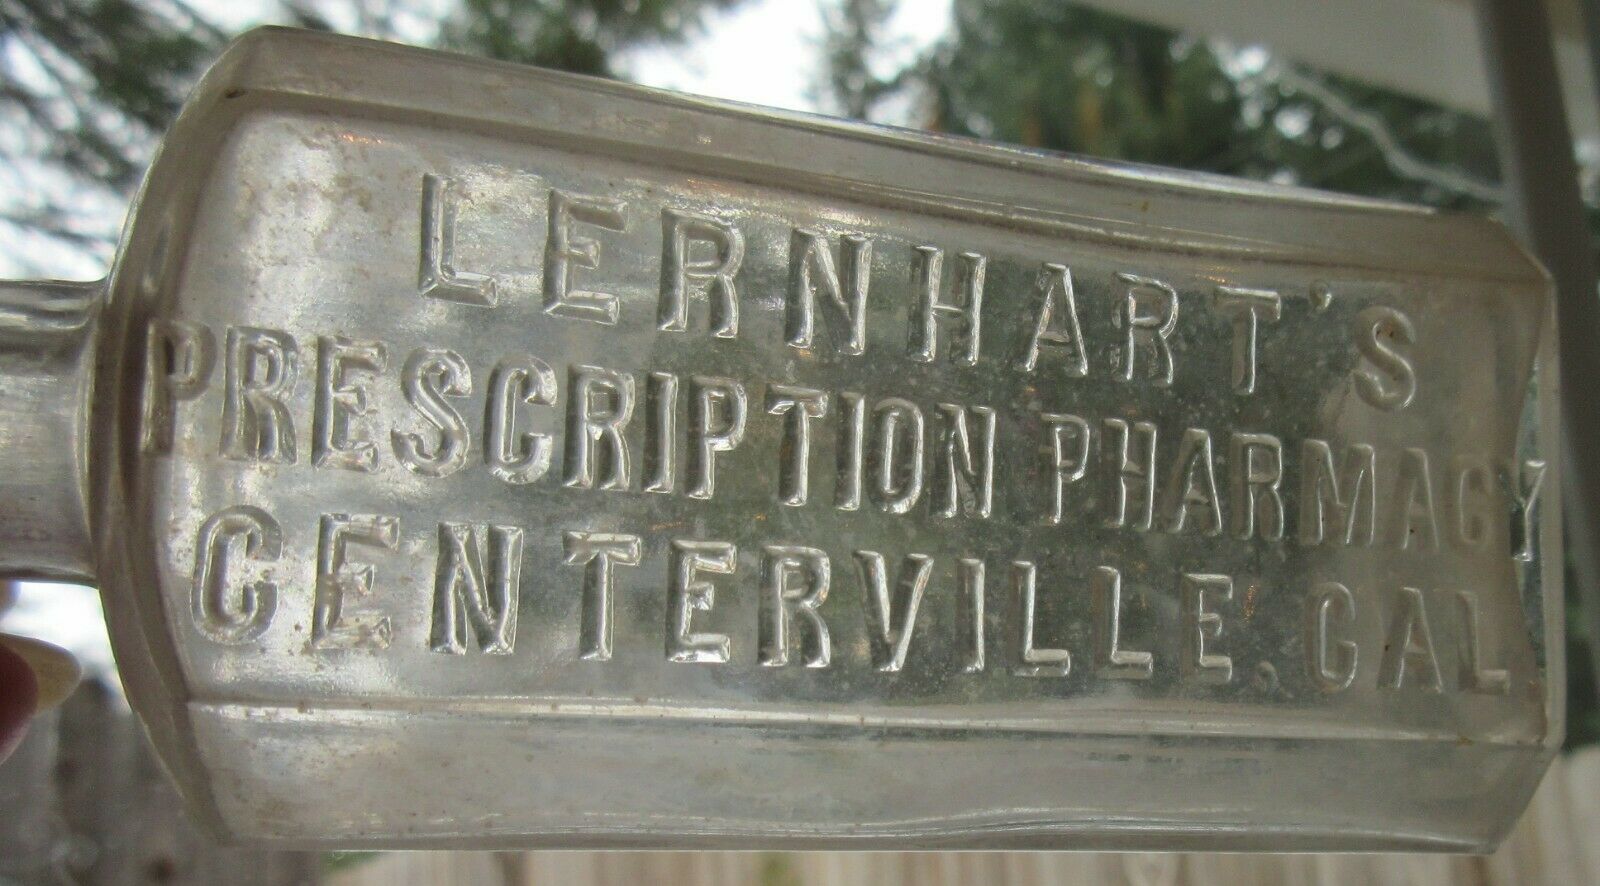 LERNHART'S
PRESCRIPTION PHARMACY
CENTERVILLE, CAL